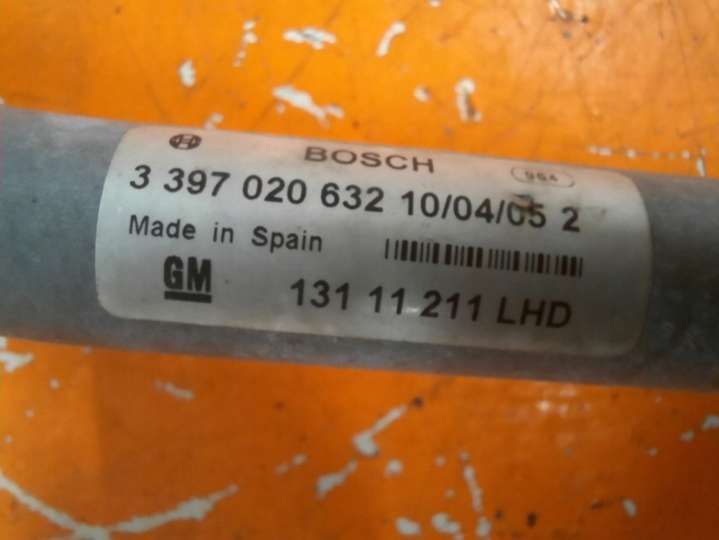 BOSCH
3 397 020 632 10/04/05 2
Made in Spain
GM
131 11 211 LHD